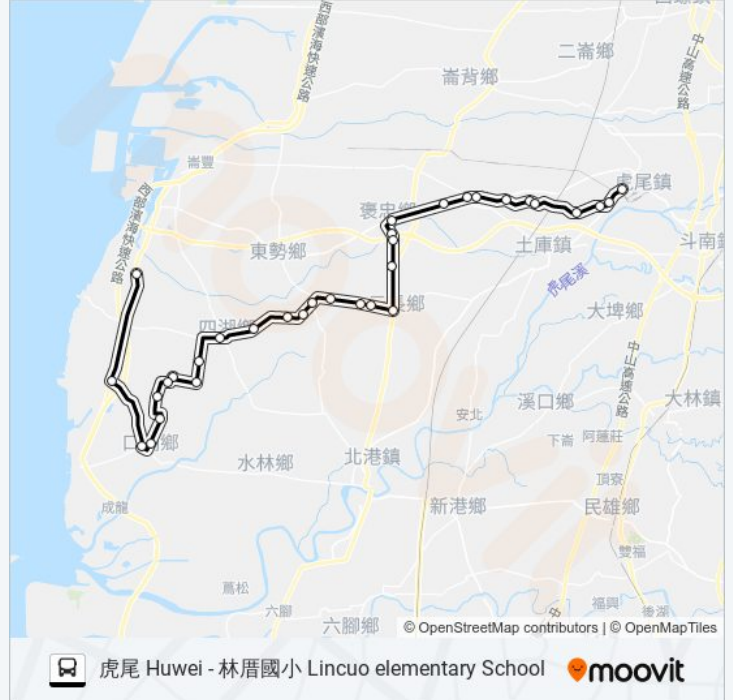 西部濱海快速公路
二崙鄉
中山高速公路
崙背鄉
崙豐
虎尾鎮
西部濱海快速公路
褒忠鄉
斗南
東勢鄉
土庫鎮
虎尾溪
大埤鄉
四湖鄉
長鄉
中山高速公路
溪口鄉
大林鎮
安北
口湖鄉
下崙
阿蓮莊
水林鄉
北港鎮
頂寮
新港鄉
民雄鄉
成龍
雙福
蔦松
六腳
福興
後湖
六腳鄉
© OpenStreetMap contributors | © OpenMapTiles
虎尾 Huwei - 林厝國小 Lincuo elementary School
moovit